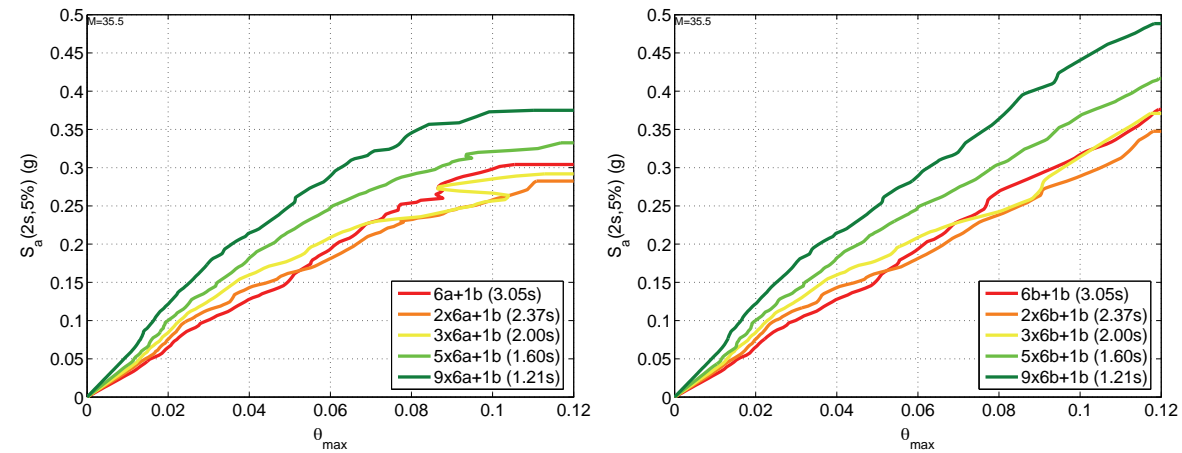 M=35.5
0.5
0.45
0.4
0.35
0.3
0.25
0.2
0.15
0.1
0.05
0
S_a(2s,5%) (g)
6a+1b (3.05s)
2x6a+1b (2.37s)
3x6a+1b (2.00s)
5x6a+1b (1.60s)
9x6a+1b (1.21s)
0 0.02 0.04 0.06 0.08 0.1 0.12
θ_max
M=35.5
0.5
0.45
0.4
0.35
0.3
0.25
0.2
0.15
0.1
0.05
0
S_a(2s,5%) (g)
6b+1b (3.05s)
2x6b+1b (2.37s)
3x6b+1b (2.00s)
5x6b+1b (1.60s)
9x6b+1b (1.21s)
0 0.02 0.04 0.06 0.08 0.1 0.12
θ_max